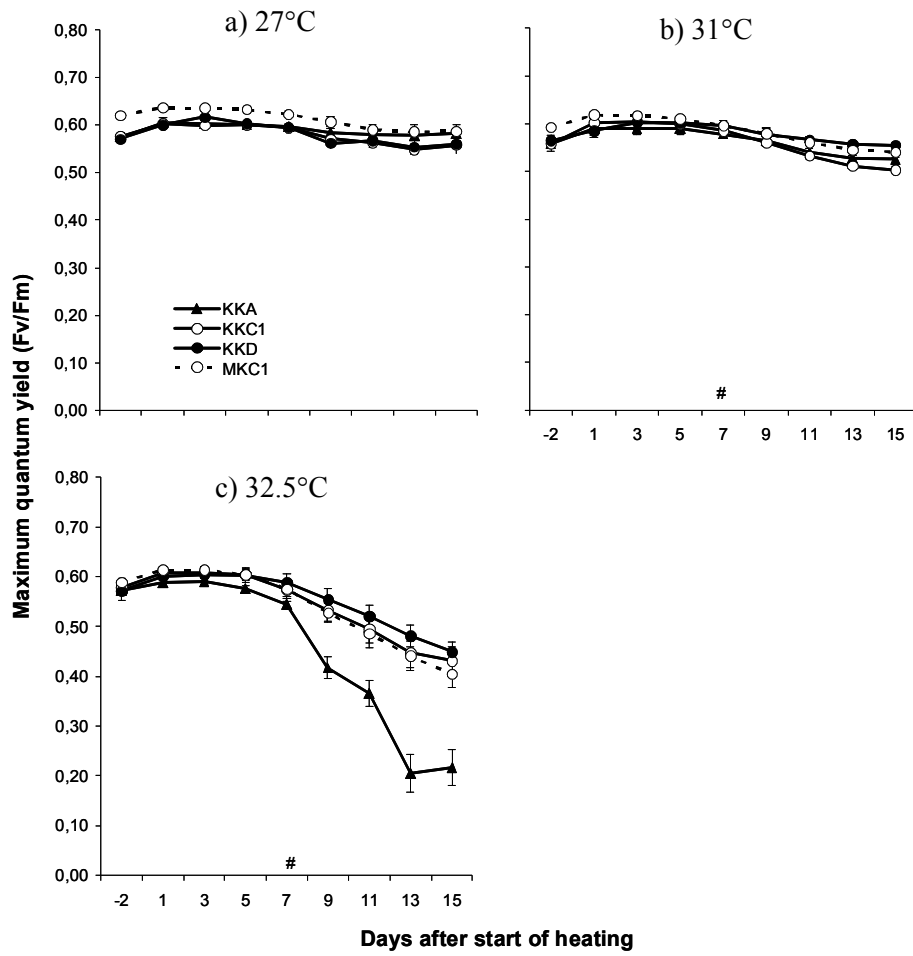 a) 27°C
0,80
0,70
0,60
0,50
0,40
0,30
0,20
0,10
0,00
KKA
KKC1
KKD
MKC1
b) 31°C
#
-2 1 3 5 7 9 11 13 15
Maximum quantum yield (Fv/Fm)
c) 32.5°C
0,80
0,70
0,60
0,50
0,40
0,30
0,20
0,10
0,00
#
-2 1 3 5 7 9 11 13 15
Days after start of heating